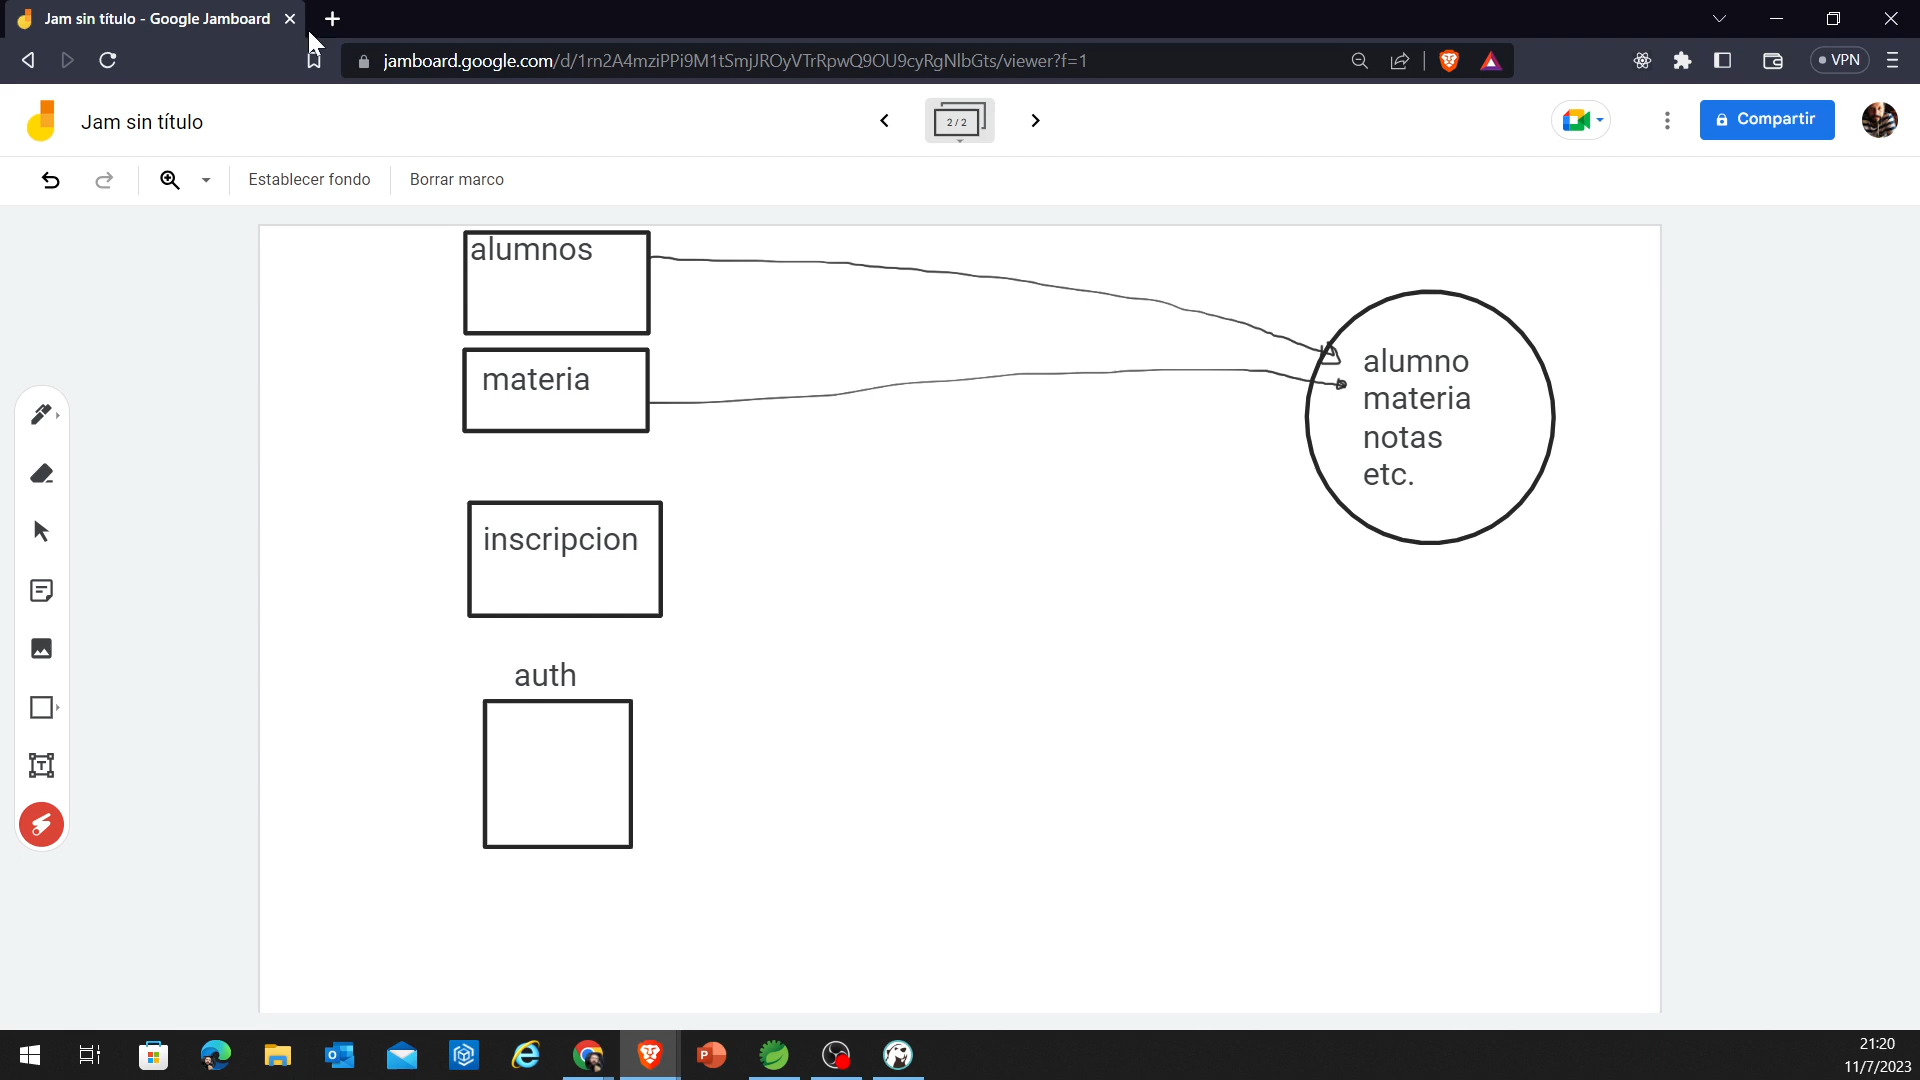 Jam sin título - Google Jamboard
jamboard.google.com/d/1rn2A4mziPPi9M1tSmjJROyVTrRpwQ9OU9cyRgNlbGts/viewer?f=1
VPN
Jam sin título
2 / 2
Compartir
Establecer fondo
Borrar marco
alumnos
materia
alumno
materia
notas
etc.
inscripcion
auth
21:20
11/7/2023